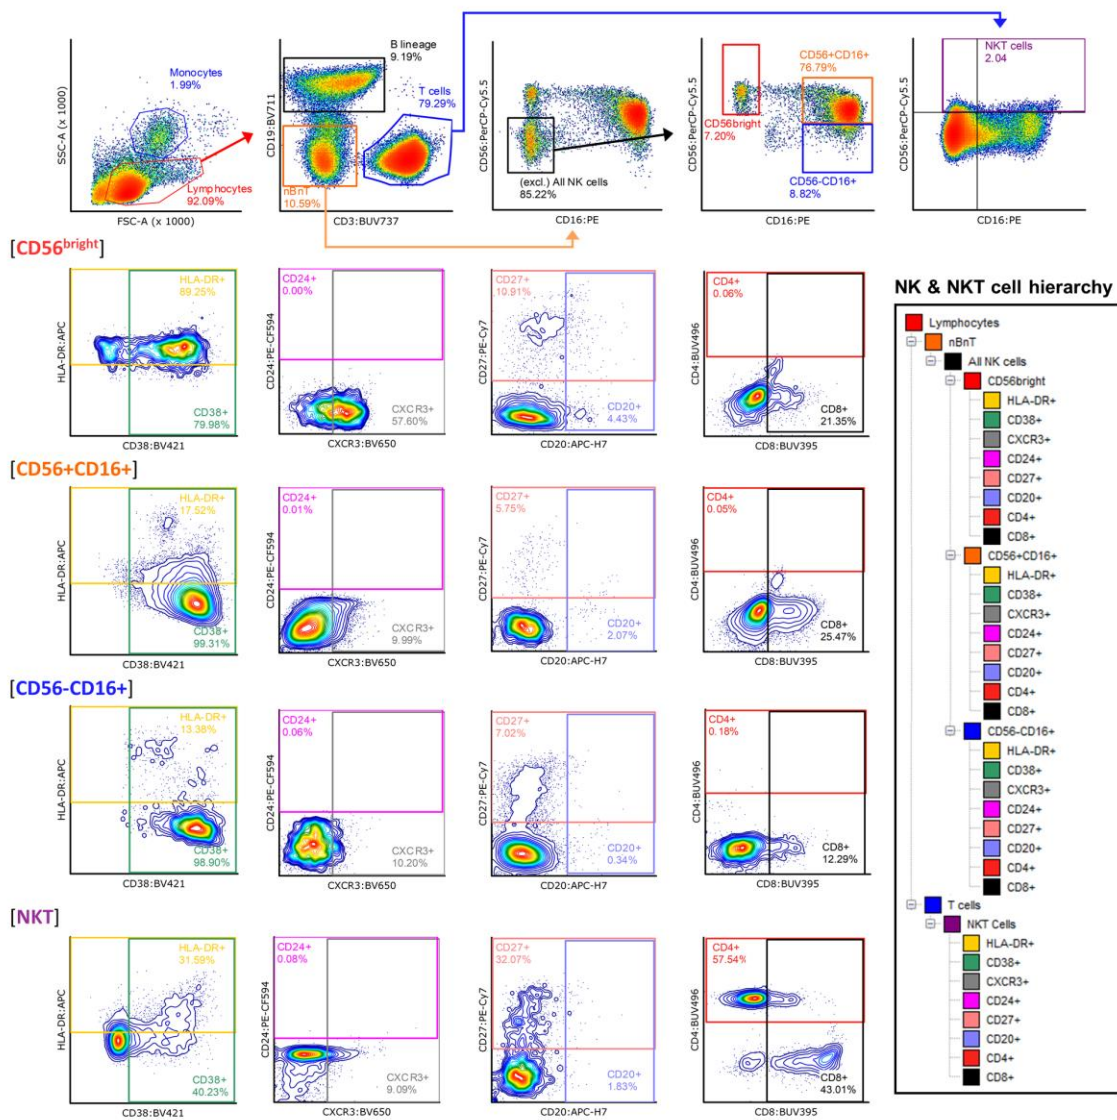 Monocytes
1.99%
Lymphocytes
92.09%
SSC-A (x 1000)
FSC-A (x 1000)
B lineage
9.19%
T cells
79.29%
nBnT
10.59%
CD19:BV711
CD3:BUV737
(excl.) All NK cells
85.22%
CD56:PerCP-Cy5.5
CD16:PE
CD56+CD16+
76.79%
CD56bright
7.20%
CD56-CD16+
8.82%
CD56:PerCP-Cy5.5
CD16:PE
NKT cells
2.04
CD56:PerCP-Cy5.5
CD16:PE
[CD56bright]
HLA-DR+
89.25%
CD38+
79.98%
HLA-DR:APC
CD38:BV421
CD24+
0.00%
CXCR3+
57.60%
CD24:PE-CF594
CXCR3:BV650
CD27+
10.91%
CD20+
4.43%
CD27:PE-Cy7
CD20:APC-H7
CD4+
0.06%
CD8+
21.35%
CD4:BUV496
CD8:BUV395
[CD56+CD16+]
HLA-DR+
17.52%
CD38+
99.31%
HLA-DR:APC
CD38:BV421
CD24+
0.01%
CXCR3+
9.99%
CD24:PE-CF594
CXCR3:BV650
CD27+
5.75%
CD20+
2.07%
CD27:PE-Cy7
CD20:APC-H7
CD4+
0.05%
CD8+
25.47%
CD4:BUV496
CD8:BUV395
[CD56-CD16+]
HLA-DR+
13.38%
CD38+
98.90%
HLA-DR:APC
CD38:BV421
CD24+
0.06%
CXCR3+
10.20%
CD24:PE-CF594
CXCR3:BV650
CD27+
7.02%
CD20+
0.34%
CD27:PE-Cy7
CD20:APC-H7
CD4+
0.18%
CD8+
12.29%
CD4:BUV496
CD8:BUV395
[NKT]
HLA-DR+
31.59%
CD38+
40.23%
HLA-DR:APC
CD38:BV421
CD24+
0.08%
CXCR3+
9.09%
CD24:PE-CF594
CXCR3:BV650
CD27+
32.07%
CD20+
1.83%
CD27:PE-Cy7
CD20:APC-H7
CD4+
57.54%
CD8+
43.01%
CD4:BUV496
CD8:BUV395
NK & NKT cell hierarchy
Lymphocytes
nBnT
All NK cells
CD56bright
HLA-DR+
CD38+
CXCR3+
CD24+
CD27+
CD20+
CD4+
CD8+
CD56+CD16+
HLA-DR+
CD38+
CXCR3+
CD24+
CD27+
CD20+
CD4+
CD8+
CD56-CD16+
HLA-DR+
CD38+
CXCR3+
CD24+
CD27+
CD20+
CD4+
CD8+
T cells
NKT Cells
HLA-DR+
CD38+
CXCR3+
CD24+
CD27+
CD20+
CD4+
CD8+